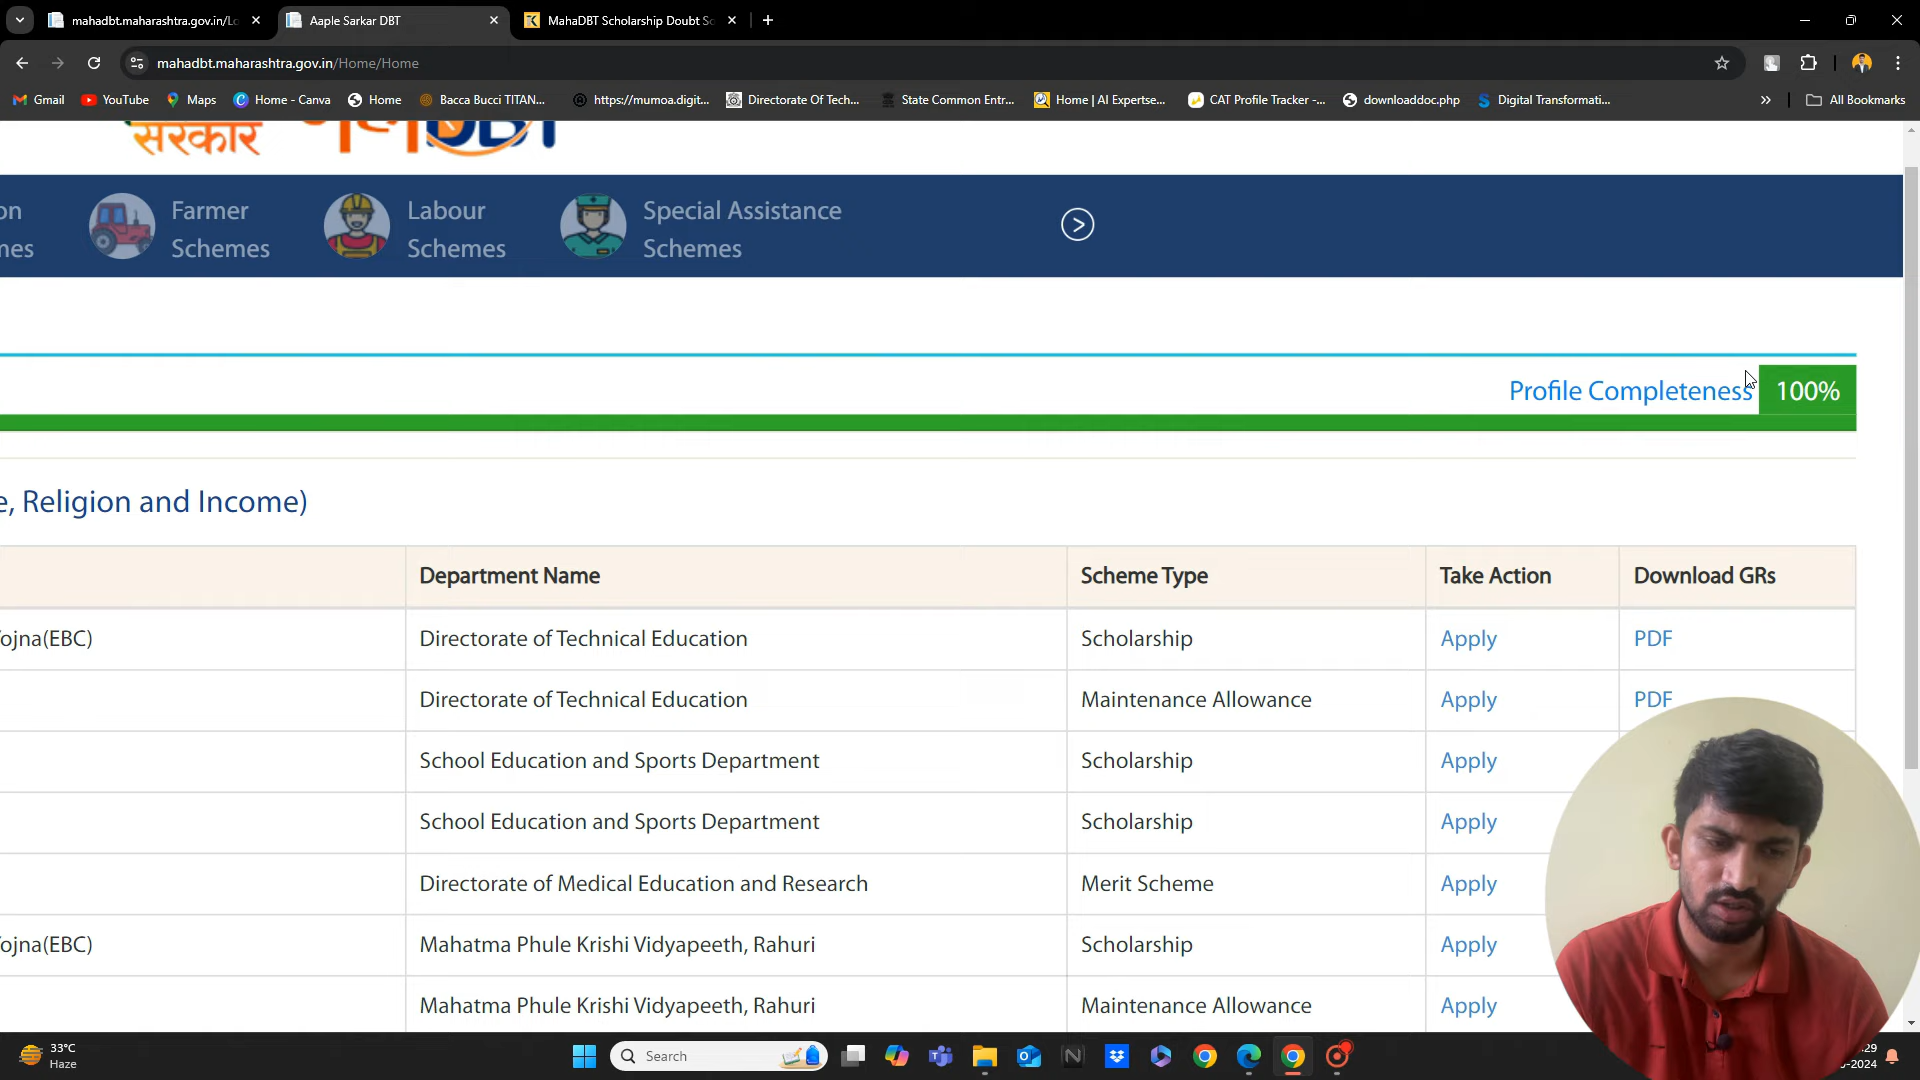 mahadbt.maharashtra.gov.in/Lo
Aaple Sarkar DBT
MahaDBT Scholarship Doubt So
mahadbt.maharashtra.gov.in/Home/Home
Gmail
YouTube
Maps
Home - Canva
Home
Bacca Bucci TITAN...
https://mumoa.digit...
Directorate Of Tech...
State Common Entr...
Home | AI Expertse...
CAT Profile Tracker -...
downloaddoc.php
Digital Transformati...
All Bookmarks
सरकार
DBT
Farmer
Schemes
Labour
Schemes
Special Assistance
Schemes
Profile Completeness 100%
e, Religion and Income)
Department Name Scheme Type Take Action Download GRs
ojna(EBC) Directorate of Technical Education Scholarship Apply PDF
Directorate of Technical Education Maintenance Allowance Apply PDF
School Education and Sports Department Scholarship Apply
School Education and Sports Department Scholarship Apply
Directorate of Medical Education and Research Merit Scheme Apply
ojna(EBC) Mahatma Phule Krishi Vidyapeeth, Rahuri Scholarship Apply
Mahatma Phule Krishi Vidyapeeth, Rahuri Maintenance Allowance Apply
33°C
Haze
Search
:29
-2024